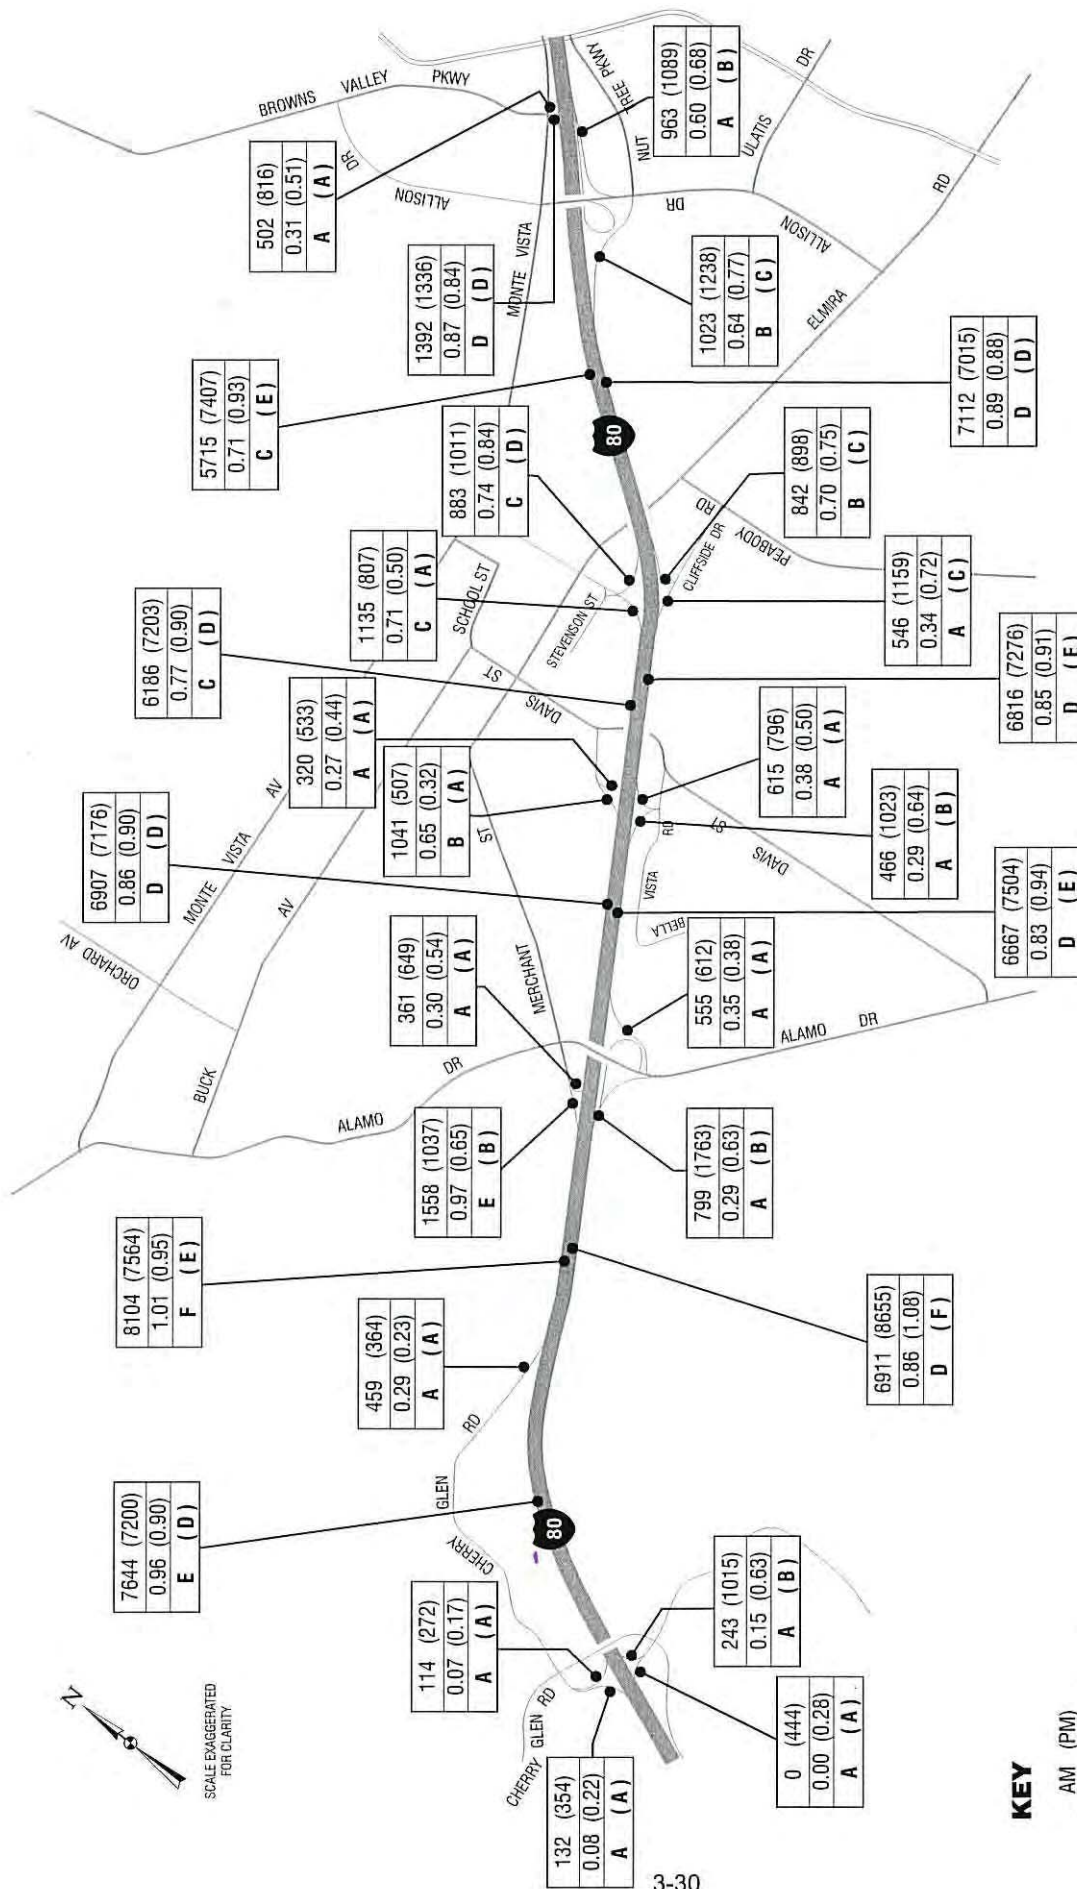 BROWNS VALLEY PKWY
502 (816)
0.31 (0.51)
A (A)
ALLISON DR
MONTE VISTA
NUT TREE PKWY
963 (1089)
0.60 (0.68)
A (B)
ULATIS DR
ALLISON DR
ELMIRA RD
1392 (1336)
0.87 (0.84)
D (D)
1023 (1238)
0.64 (0.77)
B (C)
5715 (7407)
0.71 (0.93)
C (E)
7112 (7015)
0.89 (0.88)
D (D)
80
883 (1011)
0.74 (0.84)
C (D)
842 (898)
0.70 (0.75)
B (C)
PEABODY RD
CLIFFSIDE DR
1135 (807)
0.71 (0.50)
C (A)
546 (1159)
0.34 (0.72)
A (C)
SCHOOL ST
STEVENSON ST
DAVIS ST
6186 (7203)
0.77 (0.90)
C (D)
6816 (7276)
0.85 (0.91)
D
320 (533)
0.27 (0.44)
A (A)
1041 (507)
0.65 (0.32)
B (A)
615 (796)
0.38 (0.50)
A (A)
466 (1023)
0.29 (0.64)
A (B)
DAVIS ST
BELLA VISTA RD
6907 (7176)
0.86 (0.90)
D (D)
6667 (7504)
0.83 (0.94)
D (E)
MONTE VISTA AV
ORCHARD AV
BUCK AV
MERCHANT ST
361 (649)
0.30 (0.54)
A (A)
555 (612)
0.35 (0.38)
A (A)
ALAMO DR
ALAMO DR
1558 (1037)
0.97 (0.65)
E (B)
799 (1763)
0.29 (0.63)
A (B)
8104 (7564)
1.01 (0.95)
F (E)
6911 (8655)
0.86 (1.08)
D (F)
459 (364)
0.29 (0.23)
A (A)
CHERRY GLEN RD
7644 (7200)
0.96 (0.90)
E (D)
80
114 (272)
0.07 (0.17)
A (A)
243 (1015)
0.15 (0.63)
A (B)
CHERRY GLEN RD
132 (354)
0.08 (0.22)
A (A)
0 (444)
0.00 (0.28)
A (A)
N
SCALE EXAGGERATED
FOR CLARITY
KEY
AM (PM)
3-30